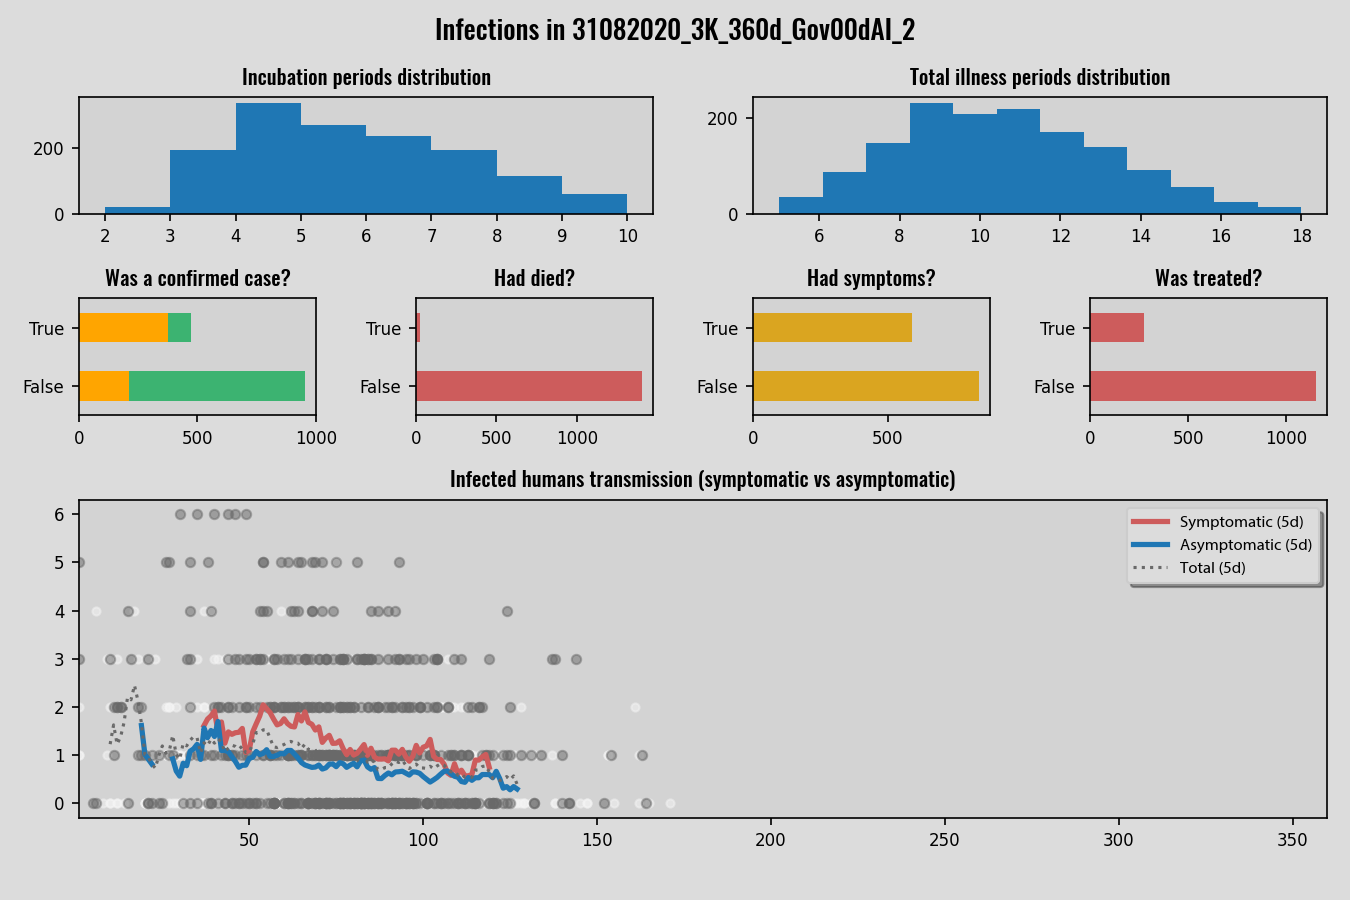 Infections in 31082020_3K_360d_Gov00dAI_2
Incubation periods distribution
Total illness periods distribution
200
0
2 3 4 5 6 7 8 9 10
200
0
6 8 10 12 14 16 18
Was a confirmed case?
Had died?
Had symptoms?
Was treated?
True
False
0 500 1000
True
False
0 500 1000
True
False
0 500
True
False
0 500 1000
Infected humans transmission (symptomatic vs asymptomatic)
6
5
4
3
2
1
0
50 100 150 200 250 300 350
Symptomatic (5d)
Asymptomatic (5d)
Total (5d)